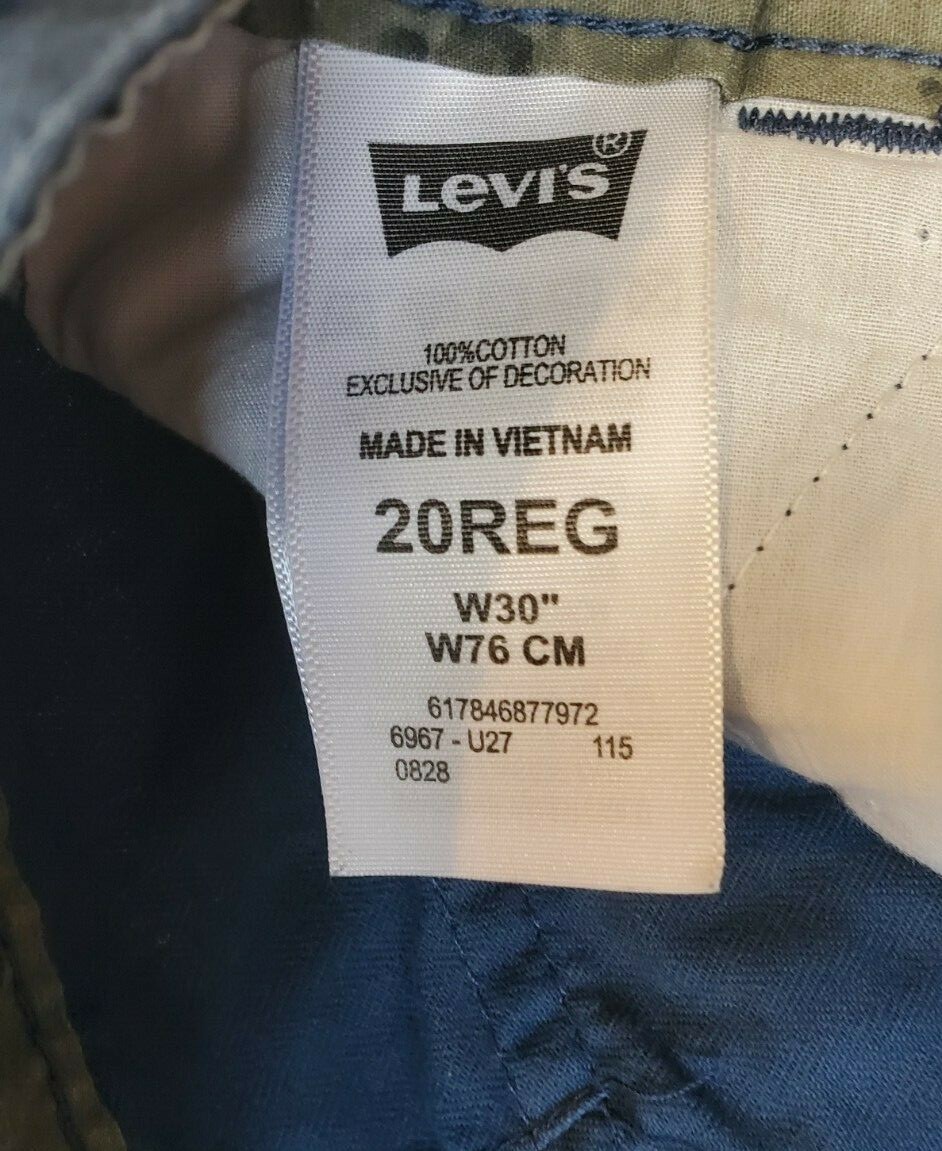 LEVI'S®
100%COTTON
EXCLUSIVE OF DECORATION
MADE IN VIETNAM
20REG
W30"
W76 CM
617846877972
6967 - U27 115
0828